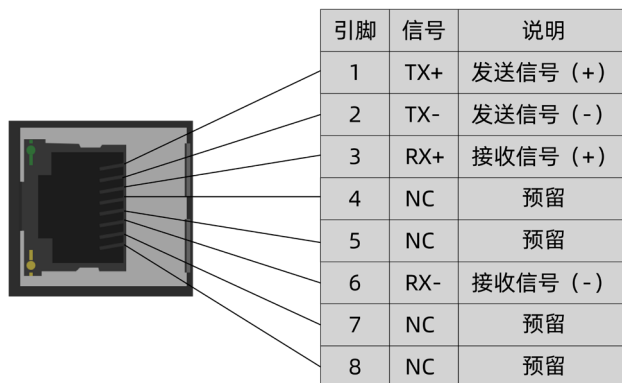 引脚 信号 说明
1 TX+ 发送信号（+）
2 TX- 发送信号（-）
3 RX+ 接收信号（+）
4 NC 预留
5 NC 预留
6 RX- 接收信号（-）
7 NC 预留
8 NC 预留